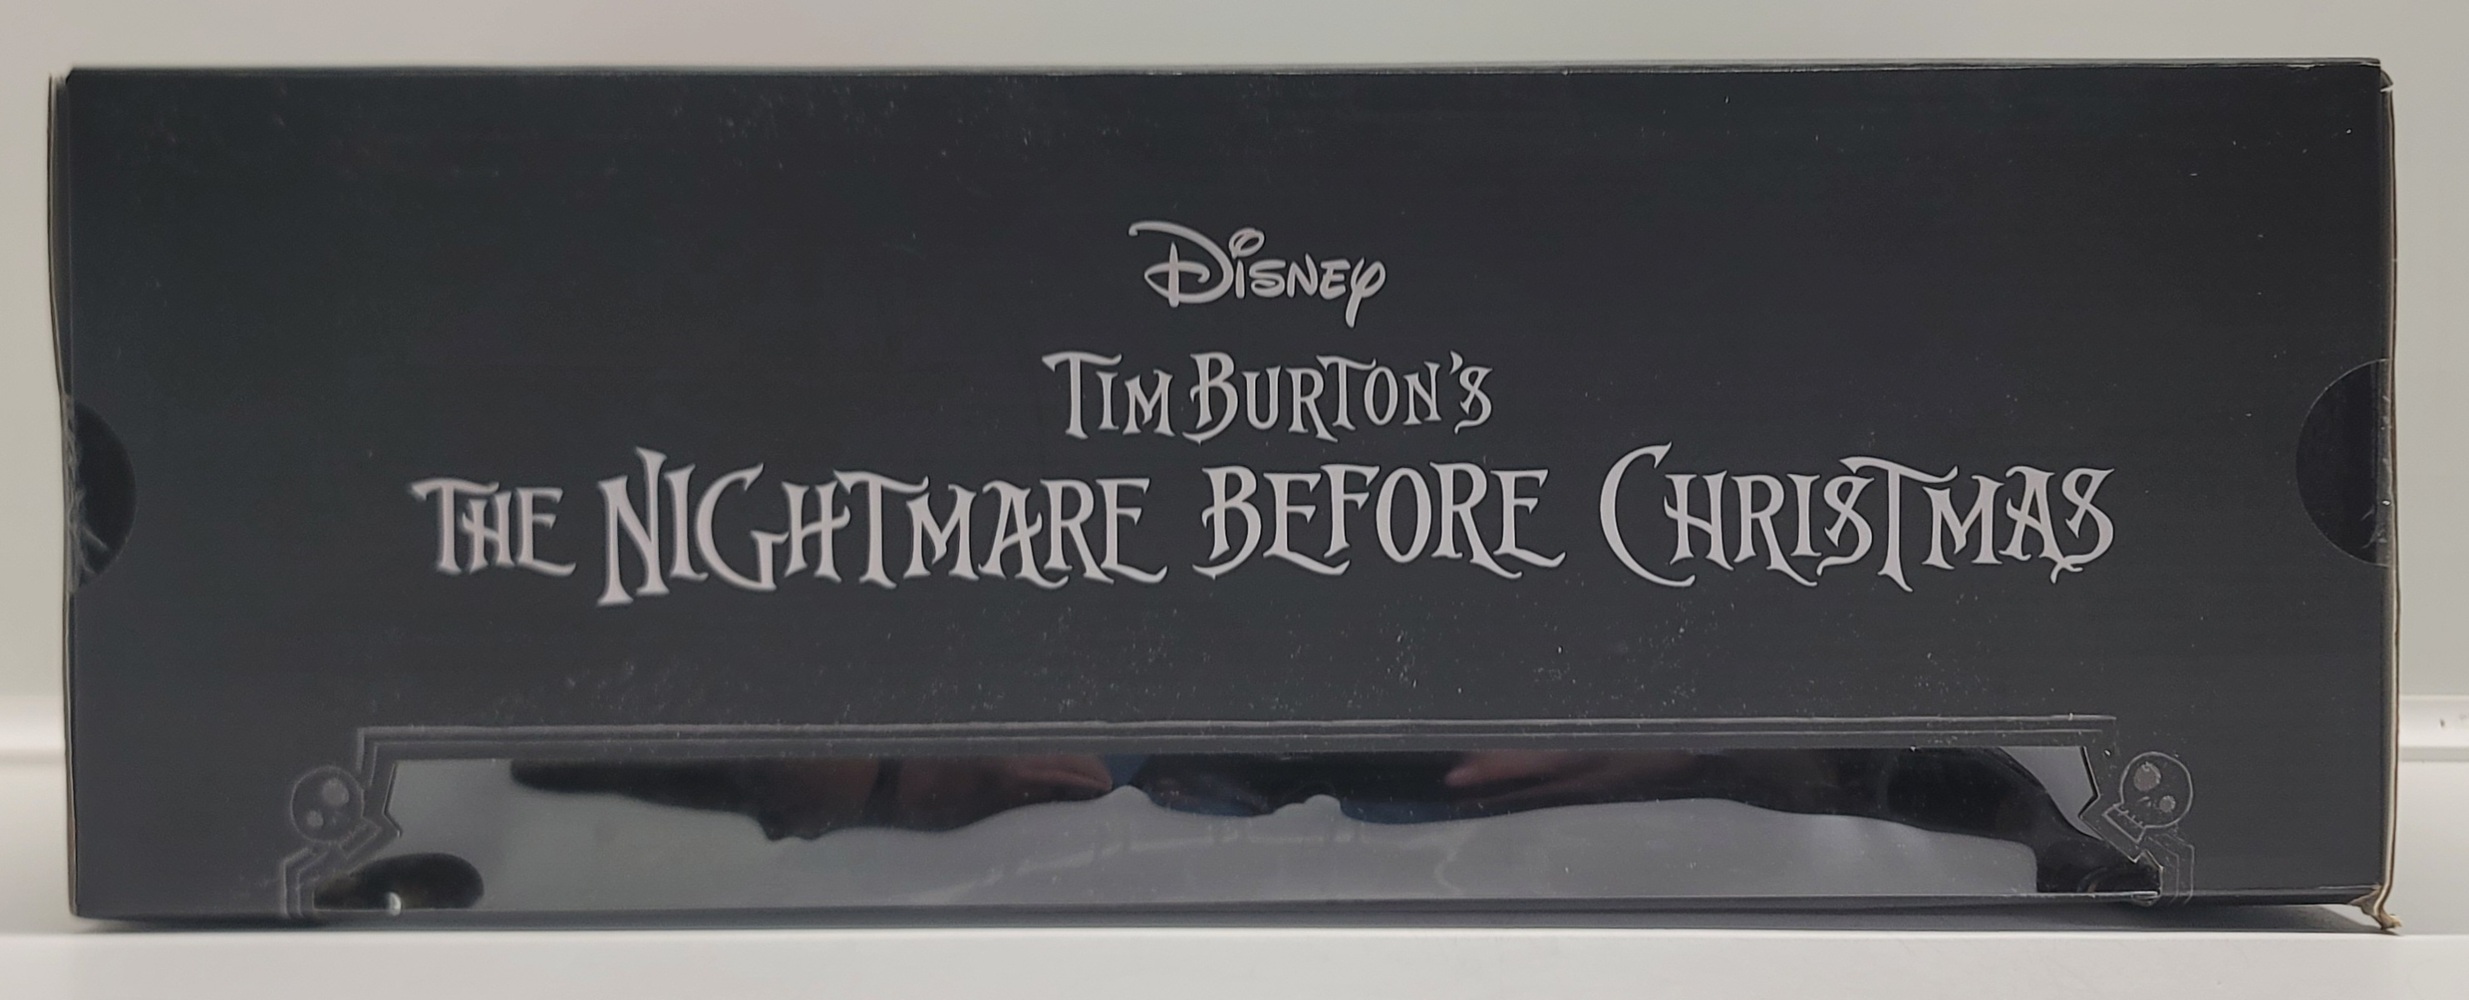 Disney
TIM BURTON'S
THE NIGHTMARE BEFORE CHRISTMAS